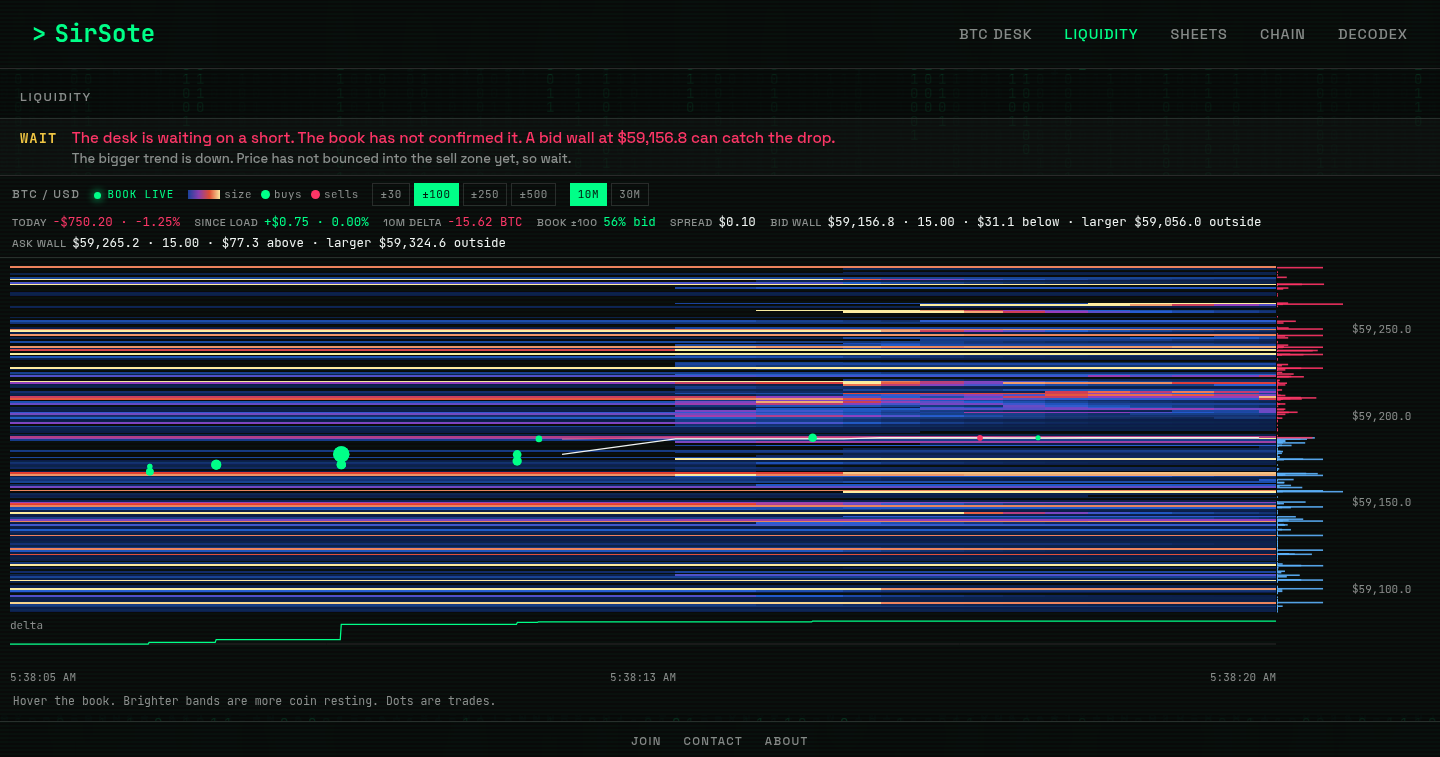 > SirSote
BTC DESK LIQUIDITY SHEETS CHAIN DECODEX
LIQUIDITY
WAIT The desk is waiting on a short. The book has not confirmed it. A bid wall at $59,156.8 can catch the drop.
The bigger trend is down. Price has not bounced into the sell zone yet, so wait.
BTC / USD BOOK LIVE size buys sells ±30 ±100 ±250 ±500 10M 30M
TODAY -$750.20 · -1.25% SINCE LOAD +$0.75 · 0.00% 10M DELTA -15.62 BTC BOOK ±100 56% bid SPREAD $0.10 BID WALL $59,156.8 · 15.00 · $31.1 below · larger $59,056.0 outside
ASK WALL $59,265.2 · 15.00 · $77.3 above · larger $59,324.6 outside
$59,250.0
$59,200.0
$59,150.0
$59,100.0
delta
5:38:05 AM 5:38:13 AM 5:38:20 AM
Hover the book. Brighter bands are more coin resting. Dots are trades.
JOIN CONTACT ABOUT